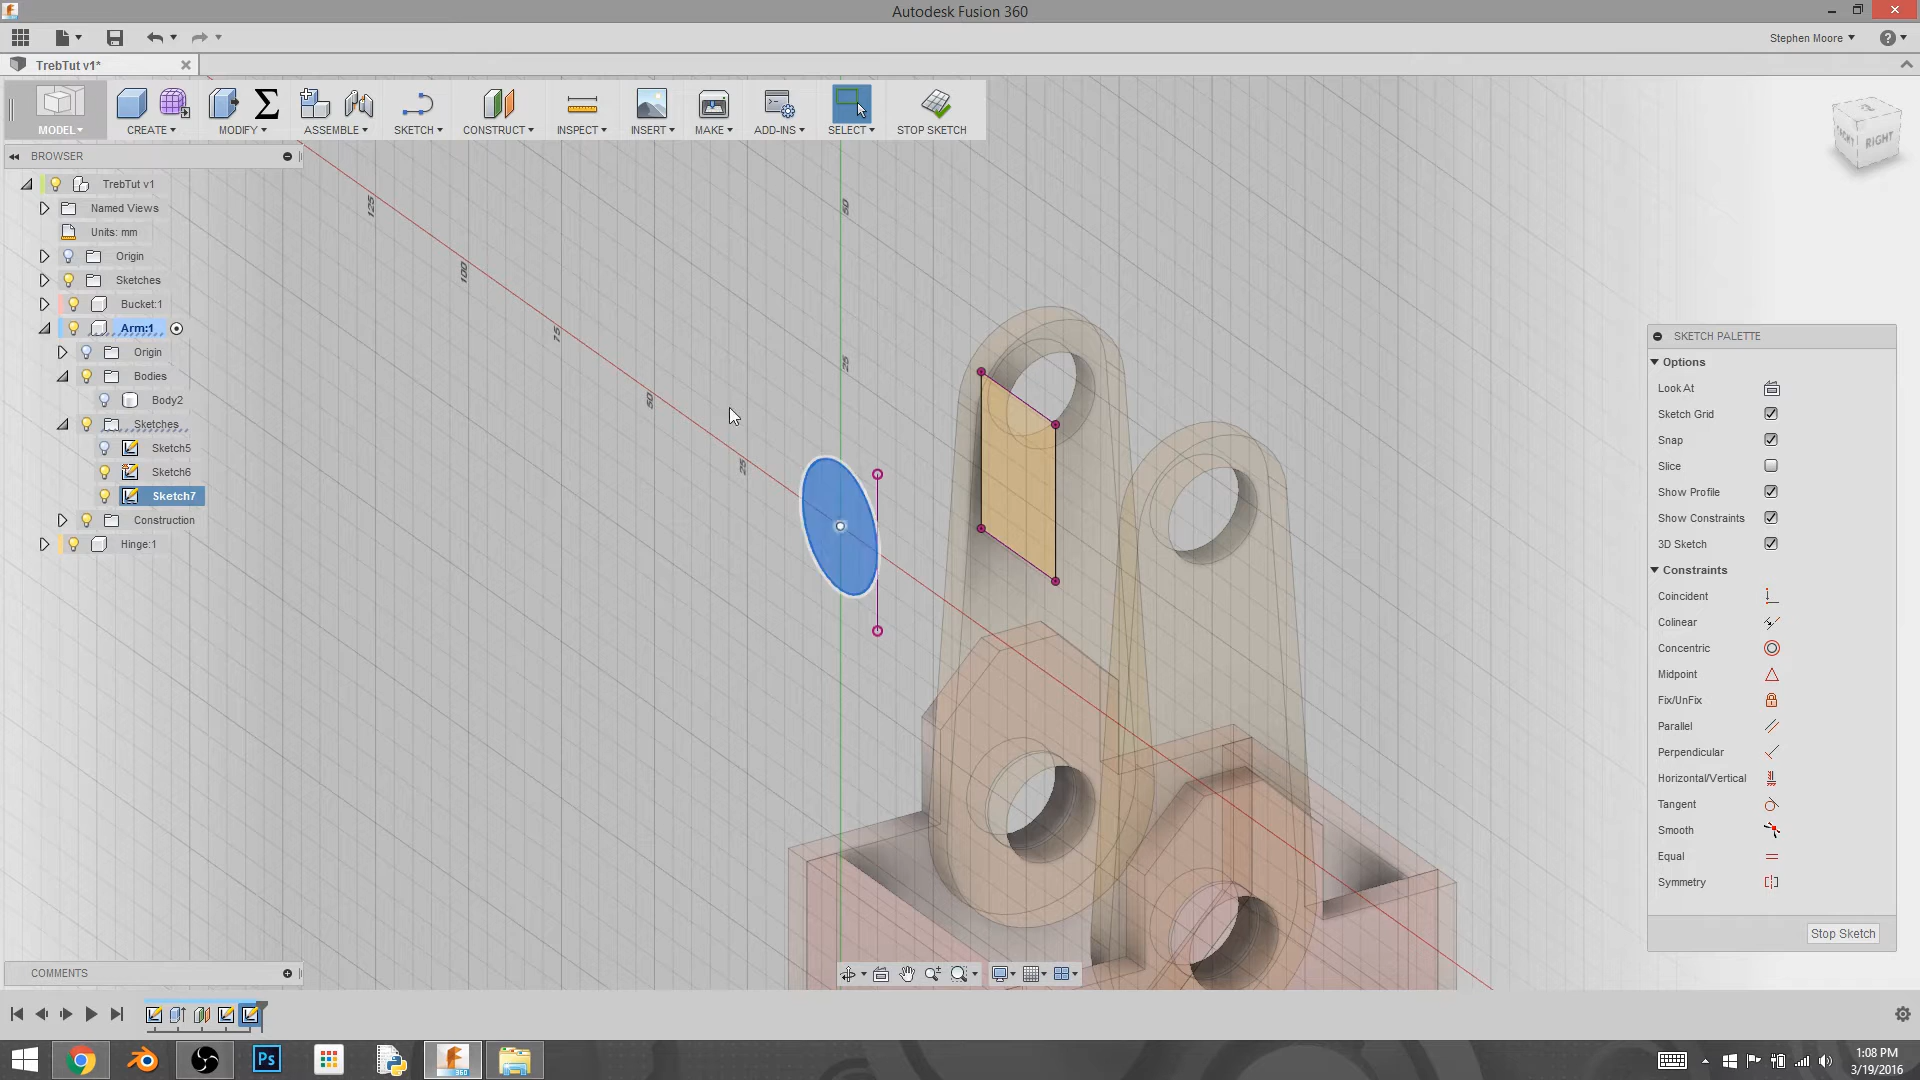 Autodesk Fusion 360
Stephen Moore
TrebTut v1*
MODEL
CREATE
MODIFY
ASSEMBLE
SKETCH
CONSTRUCT
INSPECT
INSERT
MAKE
ADD-INS
SELECT
STOP SKETCH
RIGHT
BROWSER
TrebTut v1
Named Views
Units: mm
Origin
Sketches
Bucket:1
Arm:1
Origin
Bodies
Body2
Sketches
Sketch5
Sketch6
Sketch7
Construction
Hinge:1
125
100
75
50
25
50
25
SKETCH PALETTE
Options
Look At
Sketch Grid
Snap
Slice
Show Profile
Show Constraints
3D Sketch
Constraints
Coincident
Colinear
Concentric
Midpoint
Fix/UnFix
Parallel
Perpendicular
Horizontal/Vertical
Tangent
Smooth
Equal
Symmetry
Stop Sketch
COMMENTS
Ps
360
1:08 PM
3/19/2016